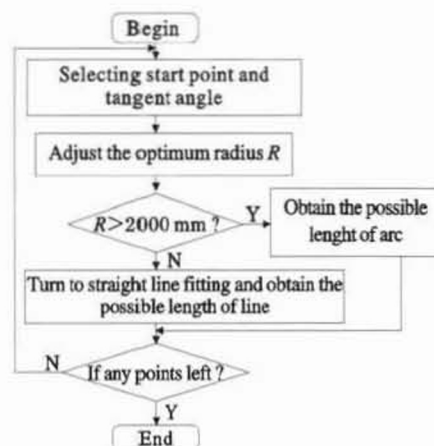 Begin
Selecting start point and
tangent angle
Adjust the optimum radius R
R>2000 mm ?
Y
Obtain the possible
lenght of arc
N
Turn to straight line fitting and obtain the
possible length of line
N
If any points left ?
Y
End